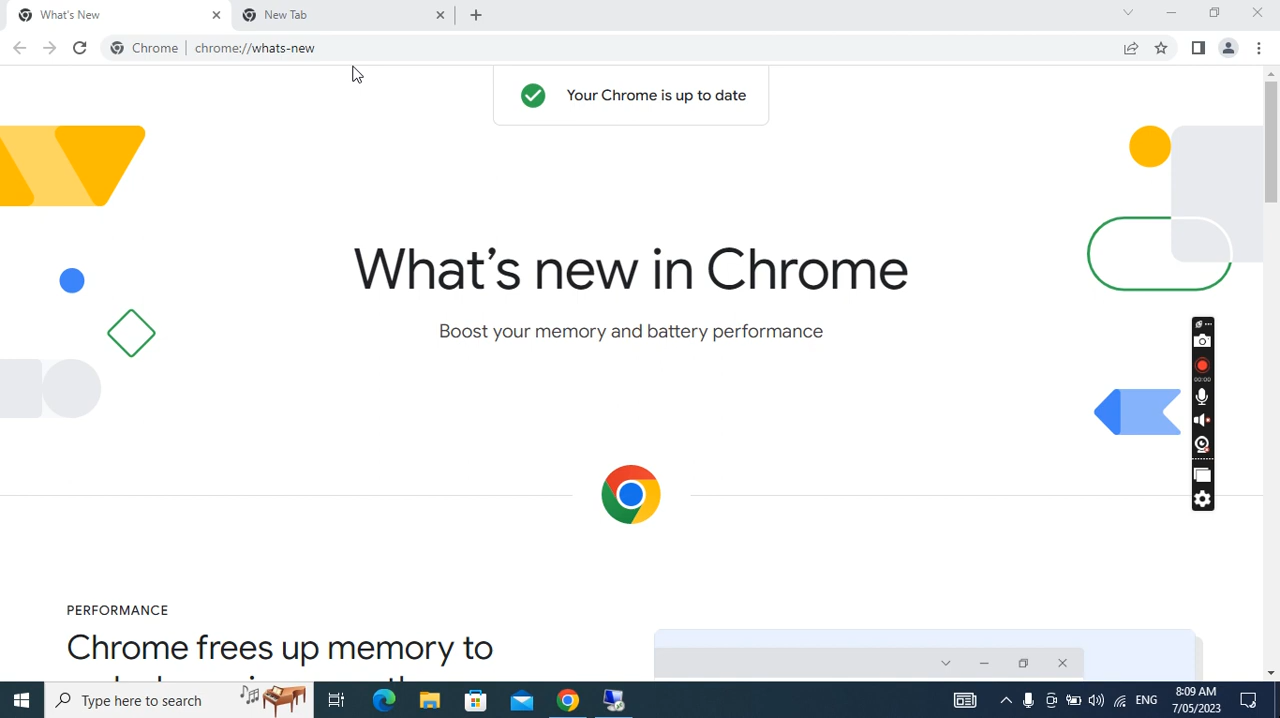 What's New
New Tab
Chrome
chrome://whats-new
Your Chrome is up to date
What's new in Chrome
Boost your memory and battery performance
00:00
PERFORMANCE
Chrome frees up memory to
Type here to search
ENG
8:09 AM
7/05/2023